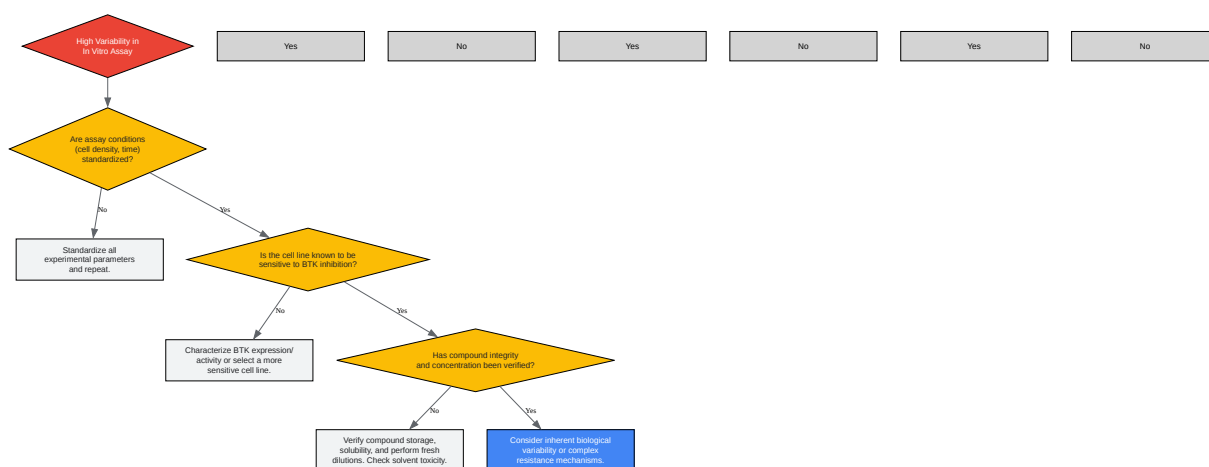 High Variability in
In Vitro Assay
Yes
No
Yes
No
Yes
No
Are assay conditions
(cell density, time)
standardized?
No
Yes
Standardize all
experimental parameters
and repeat.
Is the cell line known to be
sensitive to BTK inhibition?
No
Yes
Characterize BTK expression/
activity or select a more
sensitive cell line.
Has compound integrity
and concentration been verified?
No
Yes
Verify compound storage,
solubility, and perform fresh
dilutions. Check solvent toxicity.
Consider inherent biological
variability or complex
resistance mechanisms.